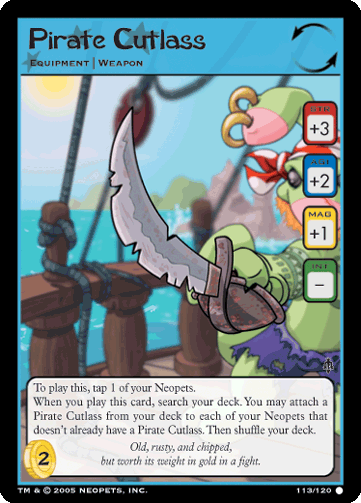 Pirate Cutlass
EQUIPMENT | WEAPON
STR
+3
AGI
+2
MAG
+1
INT
–
To play this, tap 1 of your Neopets.
When you play this card, search your deck. You may attach a
Pirate Cutlass from your deck to each of your Neopets that
doesn't already have a Pirate Cutlass. Then shuffle your deck.
Old, rusty, and chipped,
but worth its weight in gold in a fight.
2
TM & © 2005 NEOPETS, INC.
113/120